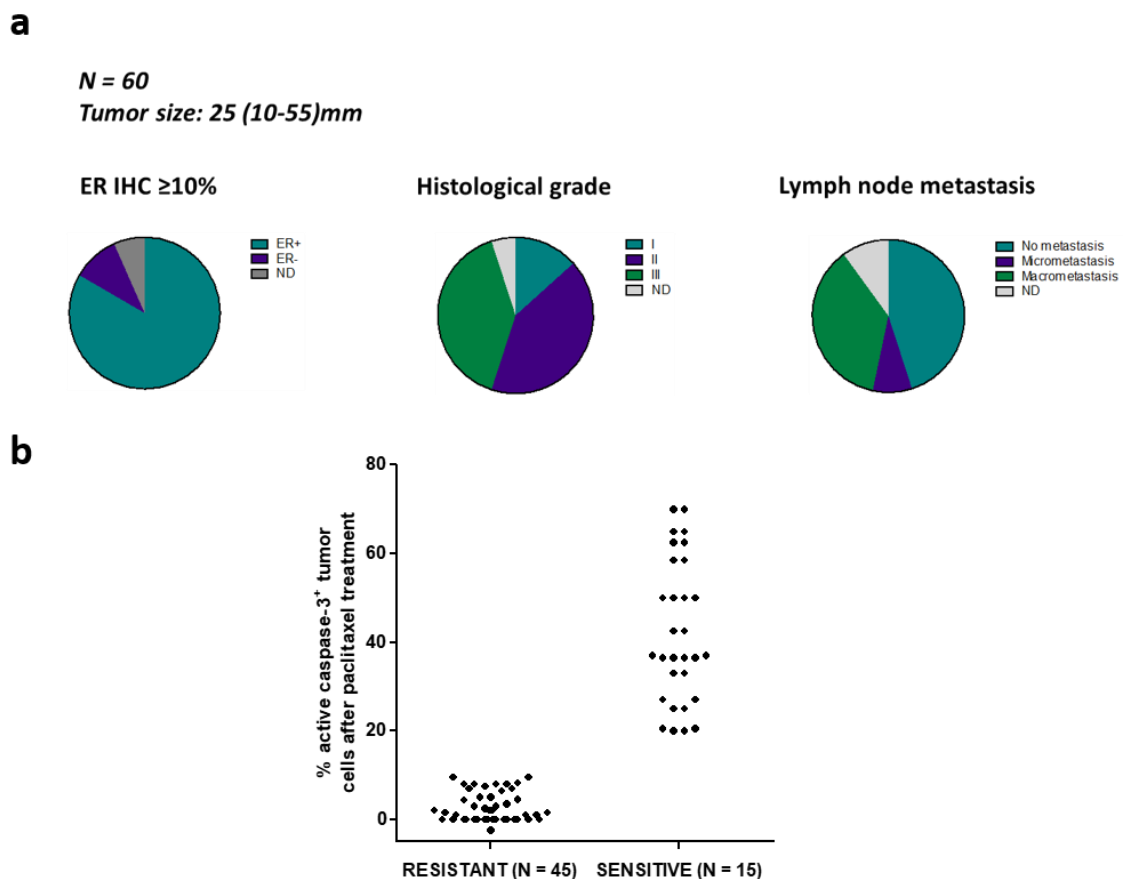 a
N = 60
Tumor size: 25 (10-55)mm
ER IHC ≥10%
ER+
ER-
ND
Histological grade
I
II
III
ND
Lymph node metastasis
No metastasis
Micrometastasis
Macrometastasis
ND
b
% active caspase-3⁺ tumor
cells after paclitaxel treatment
80
60
40
20
0
RESISTANT (N = 45) SENSITIVE (N = 15)